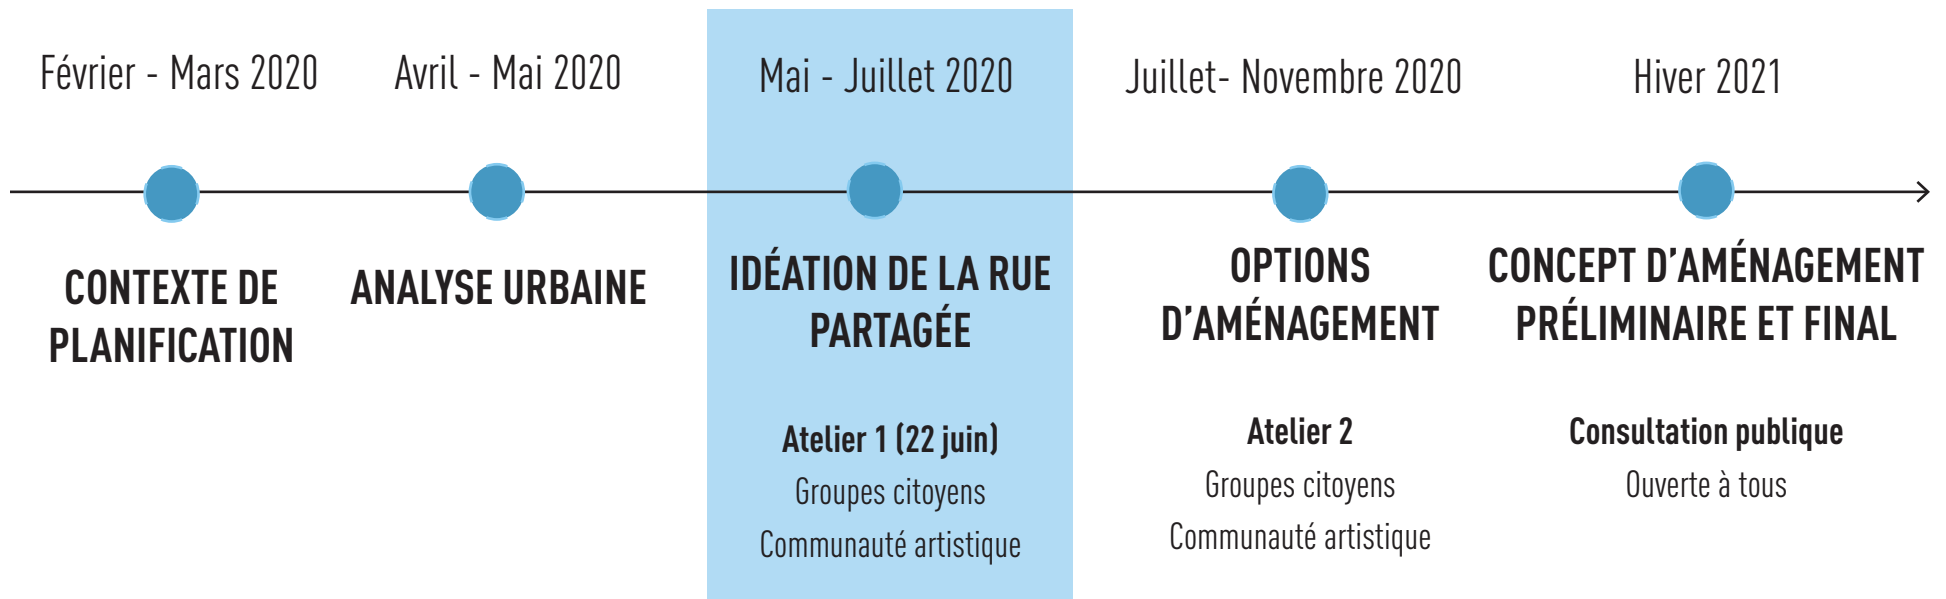 Février - Mars 2020
Avril - Mai 2020
Mai - Juillet 2020
Juillet- Novembre 2020
Hiver 2021
CONTEXTE DE
PLANIFICATION
ANALYSE URBAINE
IDÉATION DE LA RUE
PARTAGÉE
OPTIONS
D’AMÉNAGEMENT
CONCEPT D’AMÉNAGEMENT
PRÉLIMINAIRE ET FINAL
Atelier 1 (22 juin)
Groupes citoyens
Communauté artistique
Atelier 2
Groupes citoyens
Communauté artistique
Consultation publique
Ouverte à tous